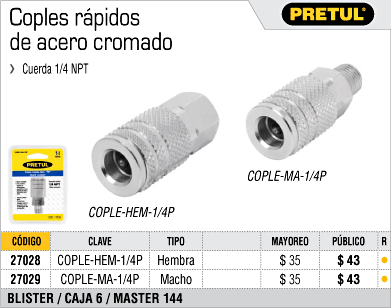 Coples rápidos
de acero cromado
PRETUL®
❯ Cuerda 1/4 NPT
PRETUL
COPLE-HEM-1/4P
COPLE-MA-1/4P
CÓDIGO CLAVE TIPO MAYOREO PÚBLICO R
27028 COPLE-HEM-1/4P Hembra $ 35 $ 43 ●
27029 COPLE-MA-1/4P Macho $ 35 $ 43 ●
BLISTER / CAJA 6 / MASTER 144